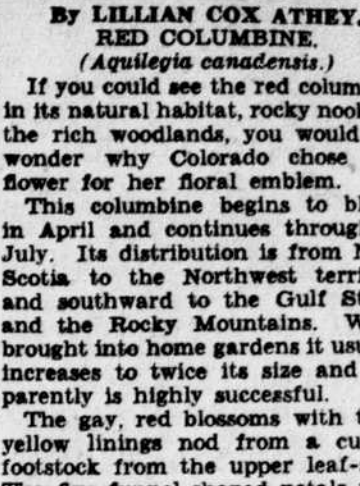 By LILLIAN COX ATHEY.
RED COLUMBINE.
(Aquilegia canadensis.)
If you could see the red colum
in its natural habitat, rocky nool
the rich woodlands, you would
wonder why Colorado chose
flower for her floral emblem.
This columbine begins to bl
in April and continues throug
July. Its distribution is from
Scotia to the Northwest terri
and southward to the Gulf St
and the Rocky Mountains. W
brought into home gardens it usu
increases to twice its size and
parently is highly successful.
The gay, red blossoms with t
yellow linings nod from a cu
footstock from the upper leaf-